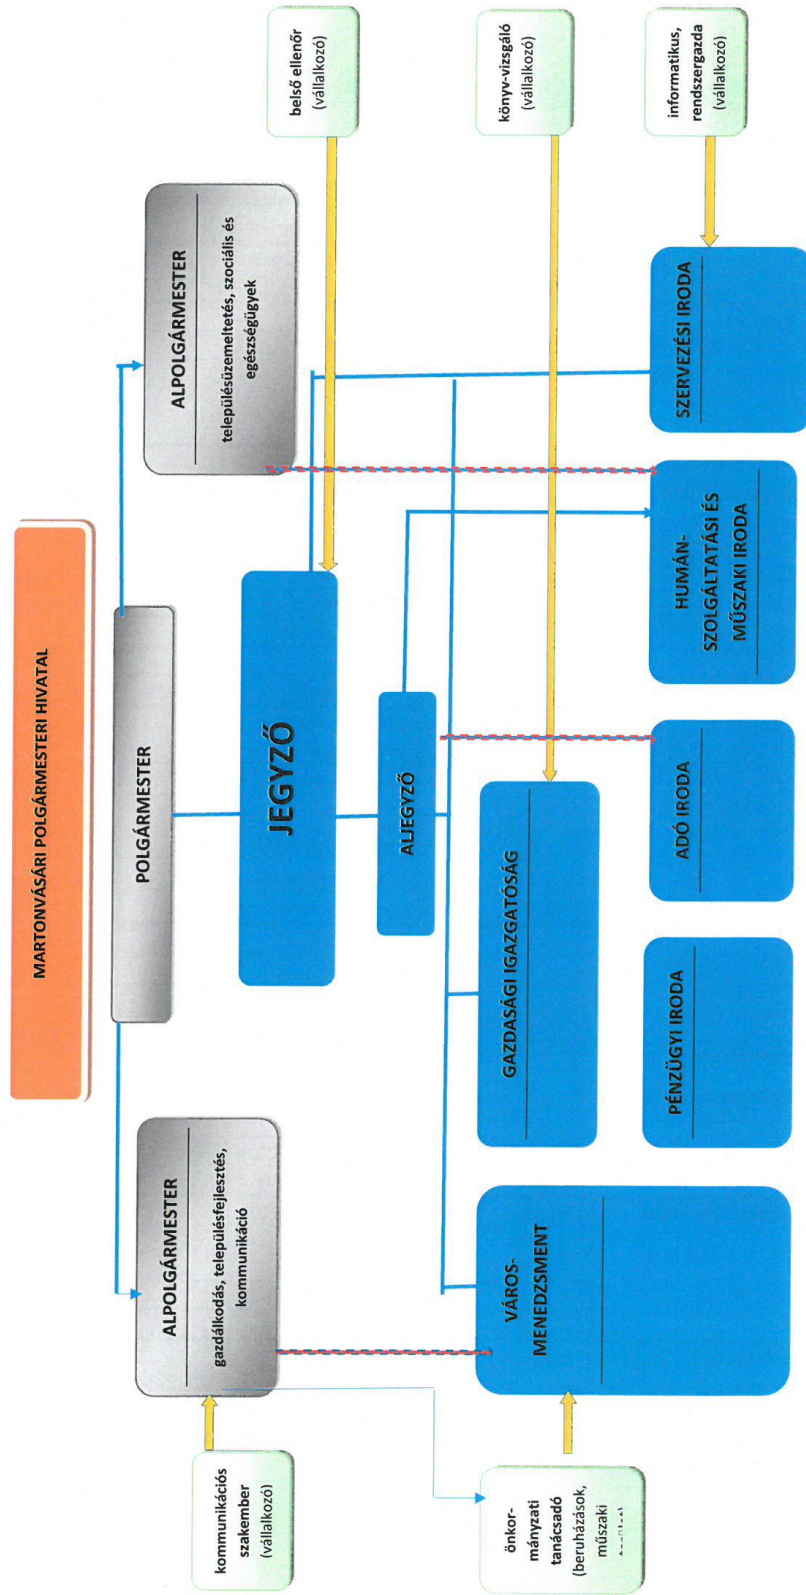 MARTONVÁSÁRI POLGÁRMESTERI HIVATAL
POLGÁRMESTER
ALPOLGÁRMESTER
gazdálkodás, településfejlesztés,
kommunikáció
ALPOLGÁRMESTER
településüzemeltetés, szociális és
egészségügyek
kommunikációs
szakember
(vállalkozó)
JEGYZŐ
belső ellenőr
(vállalkozó)
ALJEGYZŐ
önkor-
mányzati
tanácsadó
(beruházások,
műszaki
VÁROS-
MENEDZSMENT
GAZDASÁGI IGAZGATÓSÁG
könyv-vizsgáló
(vállalkozó)
PÉNZÜGYI IRODA
ADÓ IRODA
HUMÁN-
SZOLGÁLTATÁSI ÉS
MŰSZAKI IRODA
SZERVEZÉSI IRODA
informatikus,
rendszergazda
(vállalkozó)